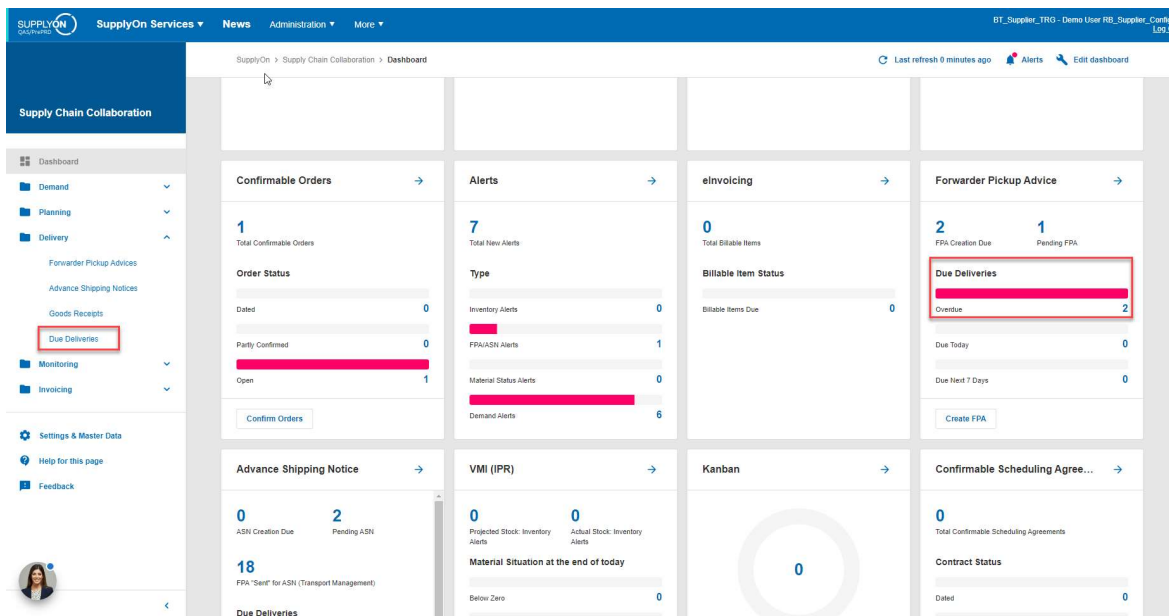 SUPPLYON
QAS/PrePRD
SupplyOn Services ▾ News Administration ▾ More ▾
BT_Supplier_TRG - Demo User RB_Supplier_Confi
Log
SupplyOn > Supply Chain Collaboration > Dashboard
Last refresh 0 minutes ago Alerts Edit dashboard
Supply Chain Collaboration
Dashboard
Demand
Planning
Delivery
Forwarder Pickup Advices
Advance Shipping Notices
Goods Receipts
Due Deliveries
Monitoring
Invoicing
Settings & Master Data
Help for this page
Feedback
Confirmable Orders →
1
Total Confirmable Orders
Order Status
Dated 0
Partly Confirmed 0
Open 1
Confirm Orders
Alerts →
7
Total New Alerts
Type
Inventory Alerts 0
FPA/ASN Alerts 1
Material Status Alerts 0
Demand Alerts 6
eInvoicing →
0
Total Billable Items
Billable Item Status
Billable Items Due 0
Forwarder Pickup Advice →
2 1
FPA Creation Due Pending FPA
Due Deliveries
Overdue 2
Due Today 0
Due Next 7 Days 0
Create FPA
Advance Shipping Notice →
0 2
ASN Creation Due Pending ASN
18
FPA "Sent" for ASN (Transport Management)
Due Deliveries
VMI (IPR) →
0 0
Projected Stock: Inventory Alerts Actual Stock: Inventory Alerts
Material Situation at the end of today
Below Zero 0
Kanban →
0
Confirmable Scheduling Agree... →
0
Total Confirmable Scheduling Agreements
Contract Status
Dated 0